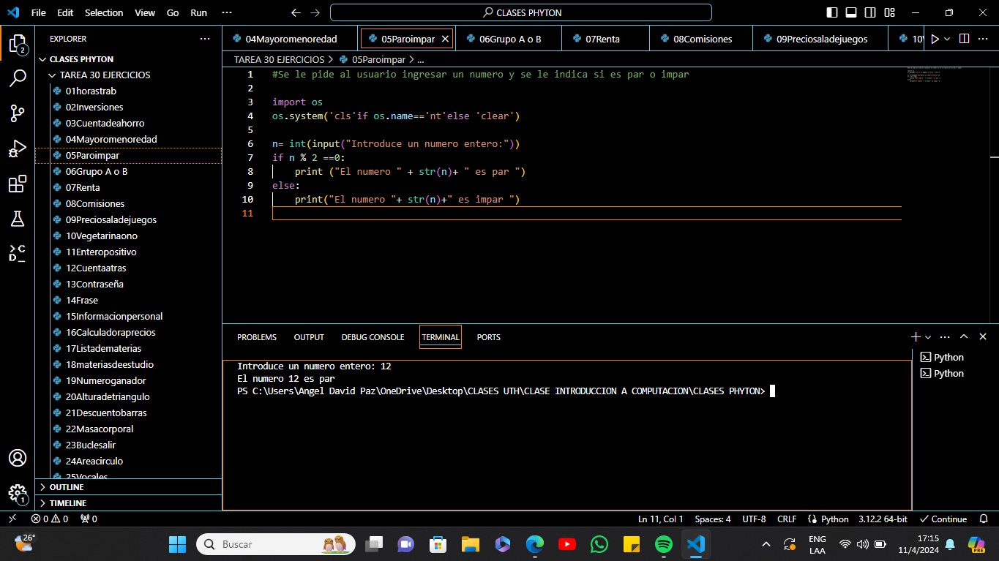 File Edit Selection View Go Run ··· CLASES PHYTON
EXPLORER ···
2
CLASES PHYTON
TAREA 30 EJERCICIOS
01horastrab
02Inversiones
03Cuentadeahorro
04Mayoromenoredad
05Paroimpar
06Grupo A o B
07Renta
08Comisiones
09Preciosaladejuegos
10Vegetarinaono
11Enteropositivo
12Cuentaatras
13Contraseña
14Frase
15Informacionpersonal
16Calculadoraprecios
17Listadematerias
18materiasdeestudio
19Numeroganador
20Alturadetriangulo
21Descuentobarras
22Masacorporal
23Buclesalir
24Areacirculo
25Vocales
OUTLINE
TIMELINE
1
04Mayoromenoredad 05Paroimpar 06Grupo A o B 07Renta 08Comisiones 09Preciosaladejuegos 10V ···
TAREA 30 EJERCICIOS > 05Paroimpar > ...
1 #Se le pide al usuario ingresar un numero y se le indica si es par o impar
2
3 import os
4 os.system('cls'if os.name=='nt'else 'clear')
5
6 n= int(input("Introduce un numero entero:"))
7 if n % 2 ==0:
8 print ("El numero " + str(n)+ " es par ")
9 else:
10 print("El numero "+ str(n)+" es impar ")
11
PROBLEMS OUTPUT DEBUG CONSOLE TERMINAL PORTS ···
Introduce un numero entero: 12
El numero 12 es par
PS C:\Users\Angel David Paz\OneDrive\Desktop\CLASES UTH\CLASE INTRODUCCION A COMPUTACION\CLASES PHYTON>
Python
Python
0 0 0 Ln 11, Col 1 Spaces: 4 UTF-8 CRLF Python 3.12.2 64-bit Continue
26° Buscar ENG 17:15
LAA 11/4/2024
PRE